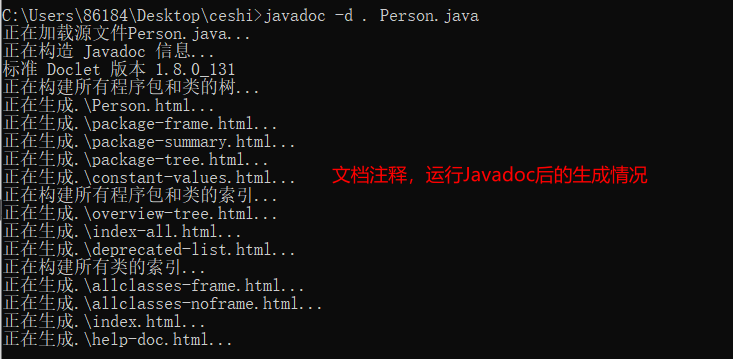 C:\Users\86184\Desktop\ceshi>javadoc -d . Person.java
正在加载源文件Person.java...
正在构造 Javadoc 信息...
标准 Doclet 版本 1.8.0_131
正在构建所有程序包和类的树...
正在生成.\Person.html...
正在生成.\package-frame.html...
正在生成.\package-summary.html...
正在生成.\package-tree.html...
正在生成.\constant-values.html...
文档注释，运行Javadoc后的生成情况
正在构建所有程序包和类的索引...
正在生成.\overview-tree.html...
正在生成.\index-all.html...
正在生成.\deprecated-list.html...
正在构建所有类的索引...
正在生成.\allclasses-frame.html...
正在生成.\allclasses-noframe.html...
正在生成.\index.html...
正在生成.\help-doc.html...